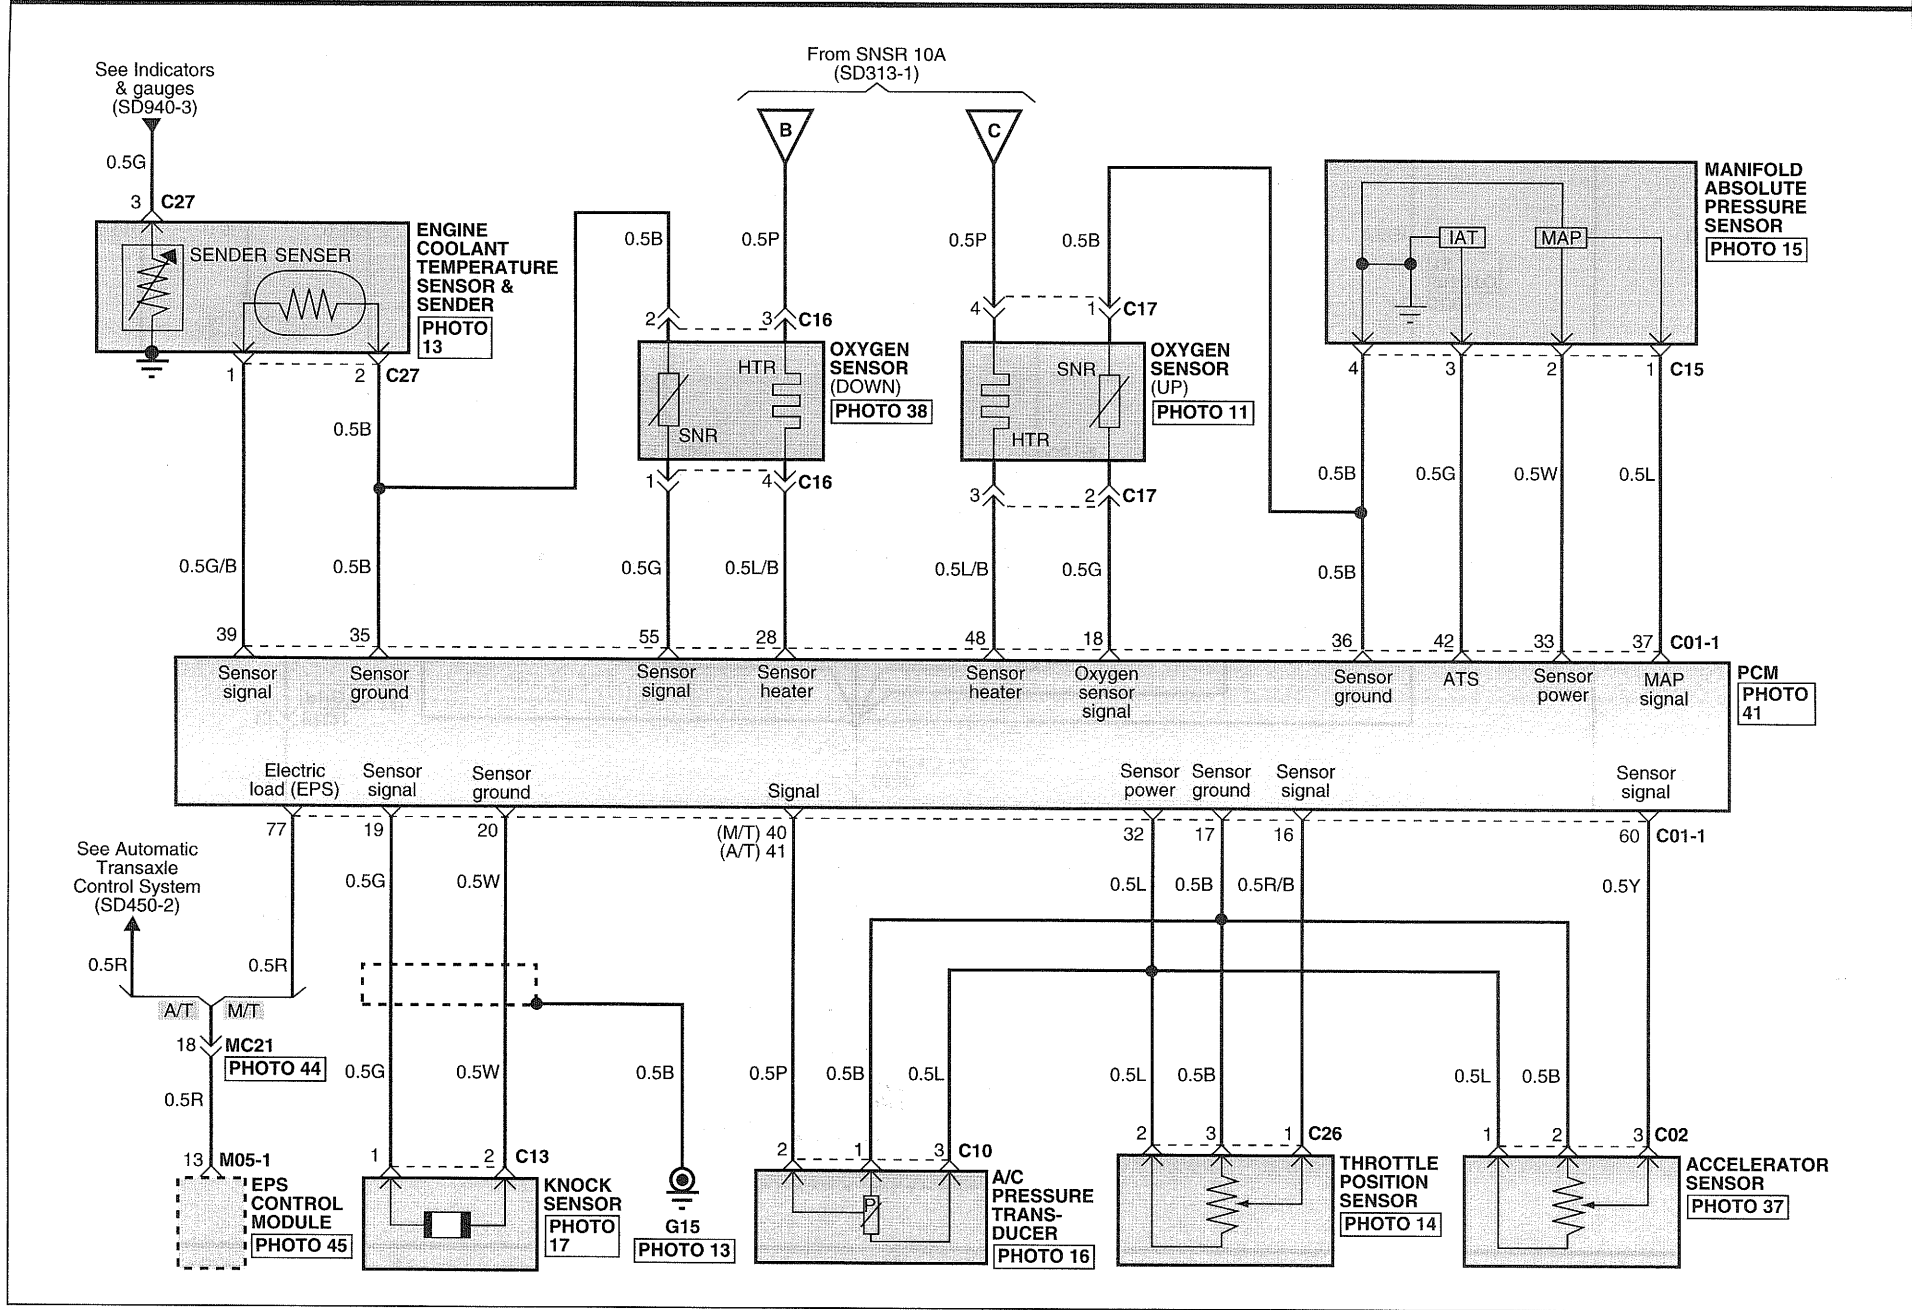 From SNSR 10A
(SD313-1)
See Indicators
& gauges
(SD940-3)
B
C
0.5G
3 C27
SENDER SENSER
ENGINE
COOLANT
TEMPERATURE
SENSOR &
SENDER
PHOTO
13
1
2 C27
0.5B
0.5G/B
0.5B
39
35
0.5B
0.5P
2
3 C16
HTR
SNR
OXYGEN
SENSOR
(DOWN)
PHOTO 38
1
4 C16
0.5G
0.5L/B
55
28
0.5P
0.5B
4
1 C17
SNR
HTR
OXYGEN
SENSOR
(UP)
PHOTO 11
3
2 C17
0.5L/B
0.5G
48
18
IAT
MAP
MANIFOLD
ABSOLUTE
PRESSURE
SENSOR
PHOTO 15
4
3
2
1 C15
0.5B
0.5G
0.5W
0.5L
0.5B
36
42
33
37 C01-1
Sensor
signal
Sensor
ground
Sensor
signal
Sensor
heater
Sensor
heater
Oxygen
sensor
signal
Sensor
ground
ATS
Sensor
power
MAP
signal
PCM
PHOTO
41
Electric
load (EPS)
Sensor
signal
Sensor
ground
Signal
Sensor
power
Sensor
ground
Sensor
signal
Sensor
signal
77
19
20
(M/T) 40
(A/T) 41
32
17
16
60 C01-1
See Automatic
Transaxle
Control System
(SD450-2)
0.5G
0.5W
0.5L
0.5B
0.5R/B
0.5Y
0.5R
0.5R
A/T
M/T
18 MC21
PHOTO 44
0.5R
0.5G
0.5W
0.5B
0.5P
0.5B
0.5L
0.5L
0.5B
0.5L
0.5B
13 M05-1
EPS
CONTROL
MODULE
PHOTO 45
1
2 C13
KNOCK
SENSOR
PHOTO
17
G15
PHOTO 13
2
1
3 C10
P
A/C
PRESSURE
TRANS-
DUCER
PHOTO 16
2
3
1 C26
THROTTLE
POSITION
SENSOR
PHOTO 14
1
2
3 C02
ACCELERATOR
SENSOR
PHOTO 37